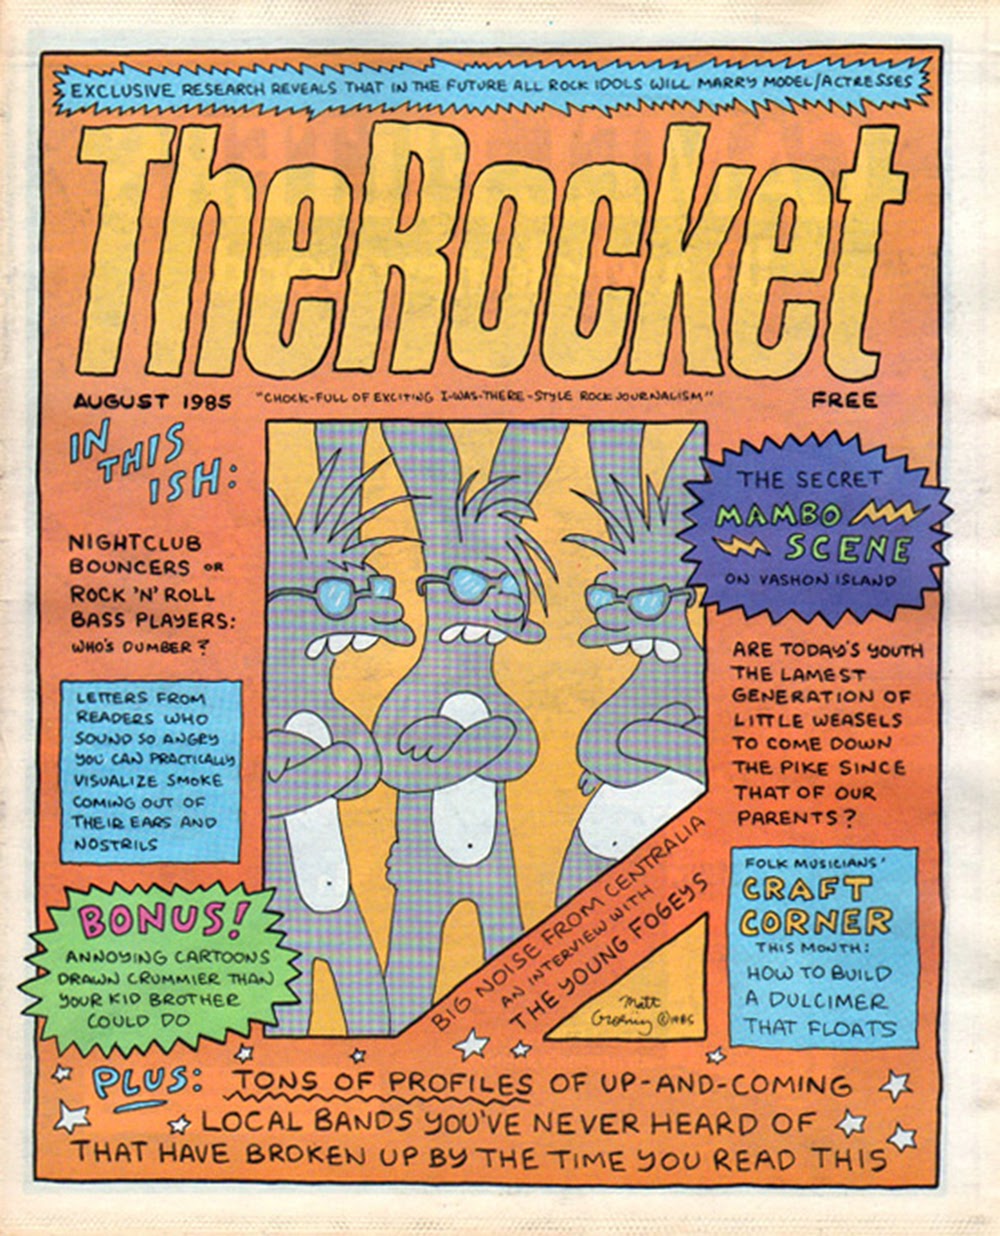 EXCLUSIVE RESEARCH REVEALS THAT IN THE FUTURE ALL ROCK IDOLS WILL MARRY MODEL/ACTRESSES
TheRocket
AUGUST 1985
"CHOCK-FULL OF EXCITING I-WAS-THERE-STYLE ROCK JOURNALISM"
FREE
IN
THIS
ISH:
NIGHTCLUB
BOUNCERS OR
ROCK 'N' ROLL
BASS PLAYERS:
WHO'S DUMBER?
LETTERS FROM
READERS WHO
SOUND SO ANGRY
YOU CAN PRACTICALLY
VISUALIZE SMOKE
COMING OUT OF
THEIR EARS AND
NOSTRILS
BONUS!
ANNOYING CARTOONS
DRAWN CRUMMIER THAN
YOUR KID BROTHER
COULD DO
BIG NOISE FROM CENTRALIA
AN INTERVIEW WITH
THE YOUNG FOGEYS
Matt
Groening ©1985
THE SECRET
MAMBO
SCENE
ON VASHON ISLAND
ARE TODAY'S YOUTH
THE LAMEST
GENERATION OF
LITTLE WEASELS
TO COME DOWN
THE PIKE SINCE
THAT OF OUR
PARENTS?
FOLK MUSICIANS'
CRAFT
CORNER
THIS MONTH:
HOW TO BUILD
A DULCIMER
THAT FLOATS
PLUS: TONS OF PROFILES OF UP-AND-COMING
LOCAL BANDS YOU'VE NEVER HEARD OF
THAT HAVE BROKEN UP BY THE TIME YOU READ THIS